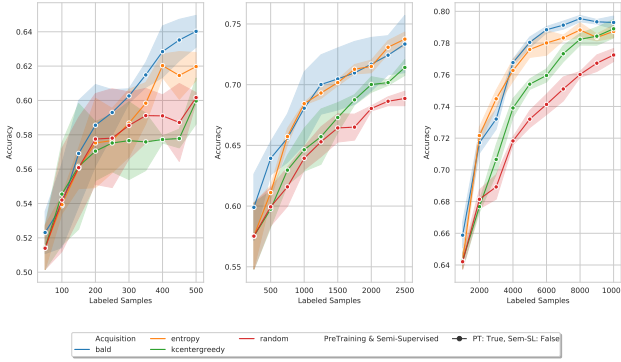 0.64
0.62
0.60
0.58
0.56
0.54
0.52
0.50
Accuracy
100 200 300 400 500
Labeled Samples
0.75
0.70
0.65
0.60
0.55
Accuracy
500 1000 1500 2000 2500
Labeled Samples
0.80
0.78
0.76
0.74
0.72
0.70
0.68
0.66
0.64
Accuracy
2000 4000 6000 8000 10000
Labeled Samples
Acquisition entropy random PreTraining & Semi-Supervised PT: True, Sem-SL: False
bald kcentergreedy